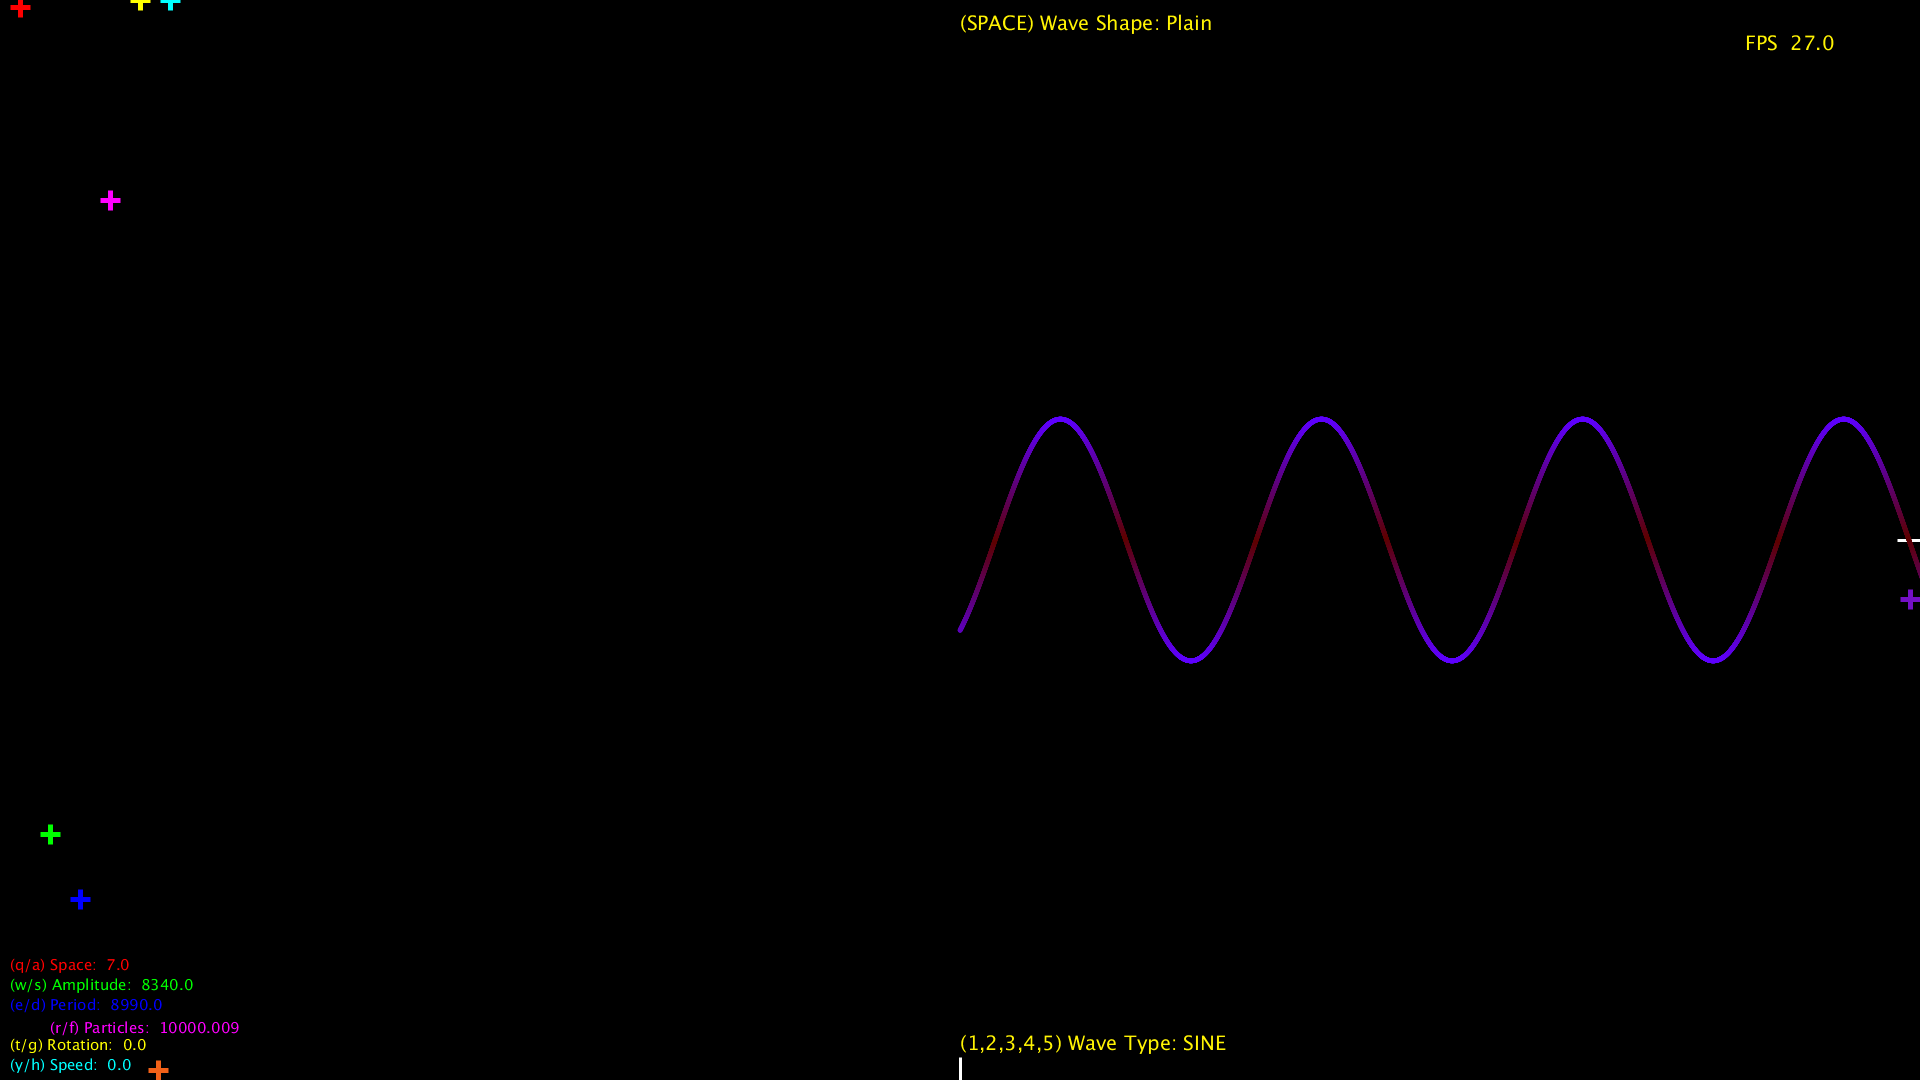 (SPACE) Wave Shape: Plain
FPS 27.0
(q/a) Space: 7.0
(w/s) Amplitude: 8340.0
(e/d) Period: 8990.0
(r/f) Particles: 10000.009
(t/g) Rotation: 0.0
(y/h) Speed: 0.0
(1,2,3,4,5) Wave Type: SINE